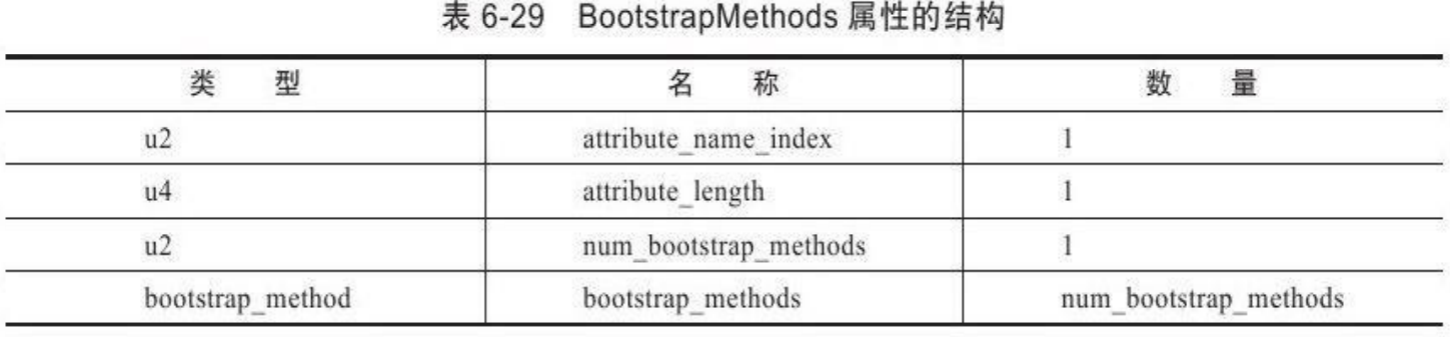 表 6-29 BootstrapMethods 属性的结构
类 型 名 称 数 量
u2 attribute_name_index 1
u4 attribute_length 1
u2 num_bootstrap_methods 1
bootstrap_method bootstrap_methods num_bootstrap_methods